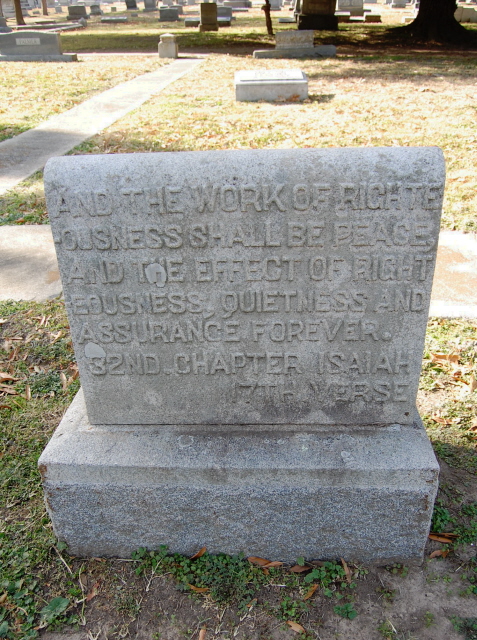 AND THE WORK OF RIGHTE
OUSNESS SHALL BE PEACE,
AND THE EFFECT OF RIGHT
EOUSNESS, QUIETNESS AND
ASSURANCE FOREVER.
32ND. CHAPTER ISAIAH
17TH VERSE